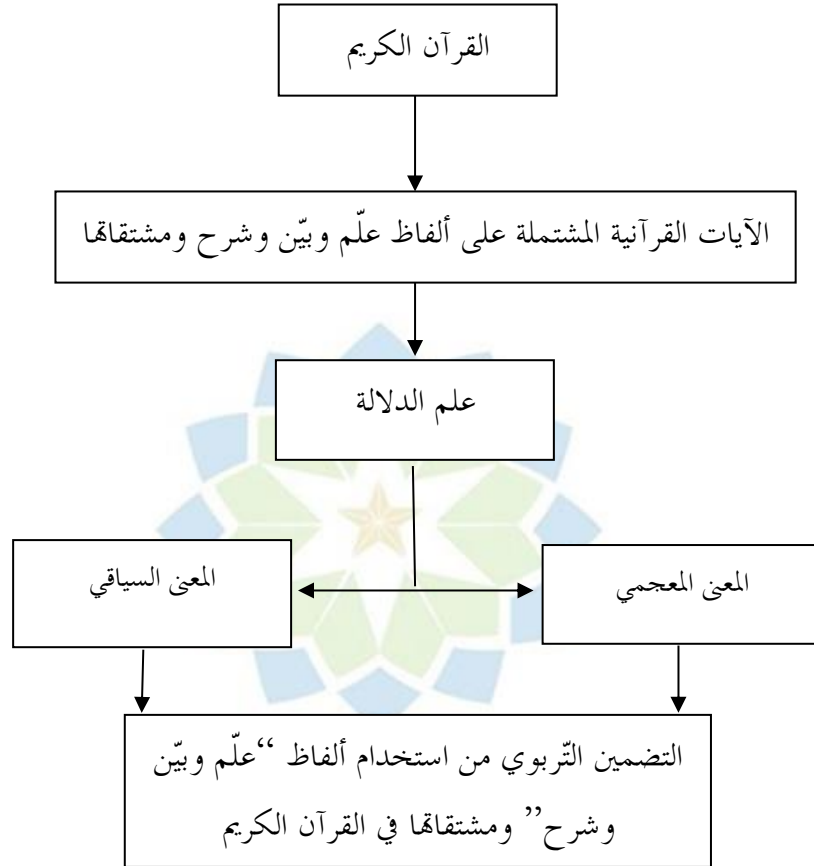 القرآن الكريم
الآيات القرآنية المشتملة على ألفاظ علّم وبيّن وشرح ومشتقاتها
علم الدلالة
المعنى المعجمي
المعنى السياقي
التضمين التّربوي من استخدام ألفاظ “علّم وبيّن
وشرح” ومشتقاتها في القرآن الكريم